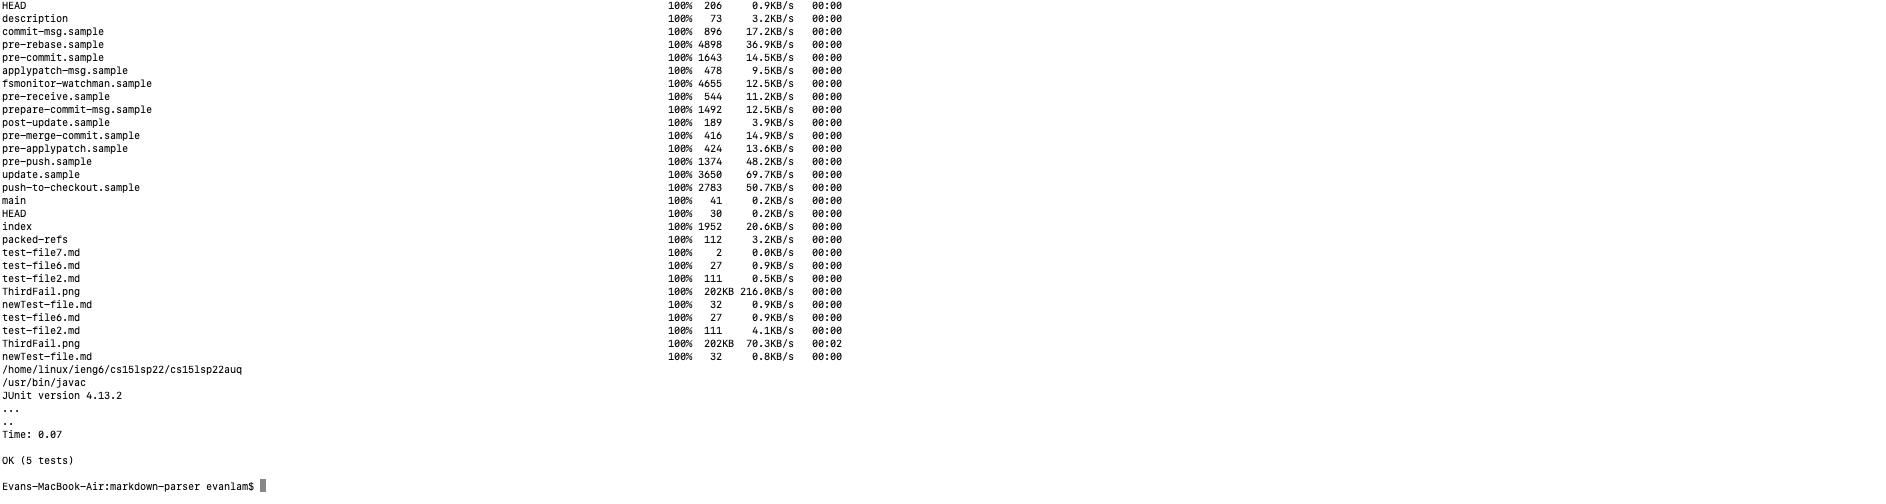 HEAD 100% 206 0.9KB/s 00:00
description 100% 73 3.2KB/s 00:00
commit-msg.sample 100% 896 17.2KB/s 00:00
pre-rebase.sample 100% 4898 36.9KB/s 00:00
pre-commit.sample 100% 1643 14.5KB/s 00:00
applypatch-msg.sample 100% 478 9.5KB/s 00:00
fsmonitor-watchman.sample 100% 4655 12.5KB/s 00:00
pre-receive.sample 100% 544 11.2KB/s 00:00
prepare-commit-msg.sample 100% 1492 12.5KB/s 00:00
post-update.sample 100% 189 3.9KB/s 00:00
pre-merge-commit.sample 100% 416 14.9KB/s 00:00
pre-applypatch.sample 100% 424 13.6KB/s 00:00
pre-push.sample 100% 1374 48.2KB/s 00:00
update.sample 100% 3650 69.7KB/s 00:00
push-to-checkout.sample 100% 2783 50.7KB/s 00:00
main 100% 41 0.2KB/s 00:00
HEAD 100% 30 0.2KB/s 00:00
index 100% 1952 20.6KB/s 00:00
packed-refs 100% 112 3.2KB/s 00:00
test-file7.md 100% 2 0.0KB/s 00:00
test-file6.md 100% 27 0.9KB/s 00:00
test-file2.md 100% 111 0.5KB/s 00:00
ThirdFail.png 100% 202KB 216.0KB/s 00:00
newTest-file.md 100% 32 0.9KB/s 00:00
test-file6.md 100% 27 0.9KB/s 00:00
test-file2.md 100% 111 4.1KB/s 00:00
ThirdFail.png 100% 202KB 70.3KB/s 00:02
newTest-file.md 100% 32 0.8KB/s 00:00
/home/linux/ieng6/cs15lsp22/cs15lsp22auq
/usr/bin/javac
JUnit version 4.13.2
...
..
Time: 0.07
OK (5 tests)
Evans-MacBook-Air:markdown-parser evanlam$